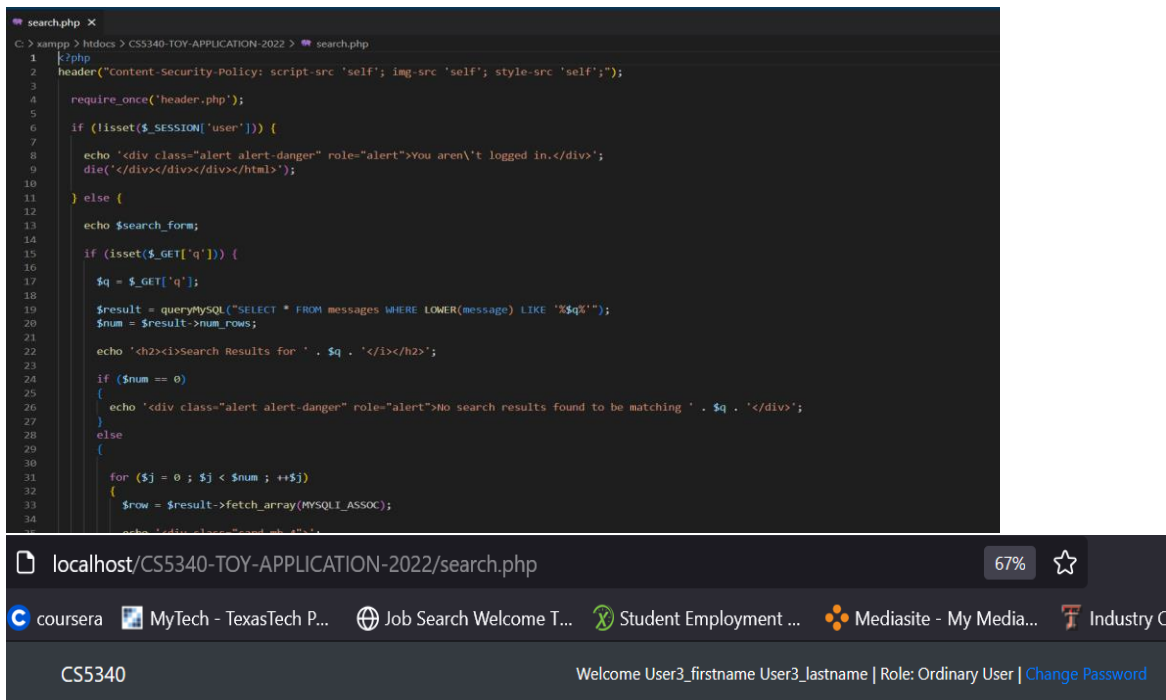 search.php ×
C: > xampp > htdocs > CS5340-TOY-APPLICATION-2022 > search.php
1 <?php
2 header("Content-Security-Policy: script-src 'self'; img-src 'self'; style-src 'self';");
3
4 require_once('header.php');
5
6 if (!isset($_SESSION['user'])) {
7
8 echo '<div class="alert alert-danger" role="alert">You aren\'t logged in.</div>';
9 die('</div></div></div></html>');
10
11 } else {
12
13 echo $search_form;
14
15 if (isset($_GET['q'])) {
16
17 $q = $_GET['q'];
18
19 $result = queryMySQL("SELECT * FROM messages WHERE LOWER(message) LIKE '%$q%'");
20 $num = $result->num_rows;
21
22 echo '<h2><i>Search Results for ' . $q . '</i></h2>';
23
24 if ($num == 0)
25 {
26 echo '<div class="alert alert-danger" role="alert">No search results found to be matching ' . $q . '</div>';
27 }
28 else
29 {
30
31 for ($j = 0 ; $j < $num ; ++$j)
32 {
33 $row = $result->fetch_array(MYSQLI_ASSOC);
34
localhost/CS5340-TOY-APPLICATION-2022/search.php 67%
coursera MyTech - TexasTech P... Job Search Welcome T... Student Employment ... Mediasite - My Media... Industry
CS5340 Welcome User3_firstname User3_lastname | Role: Ordinary User | Change Password